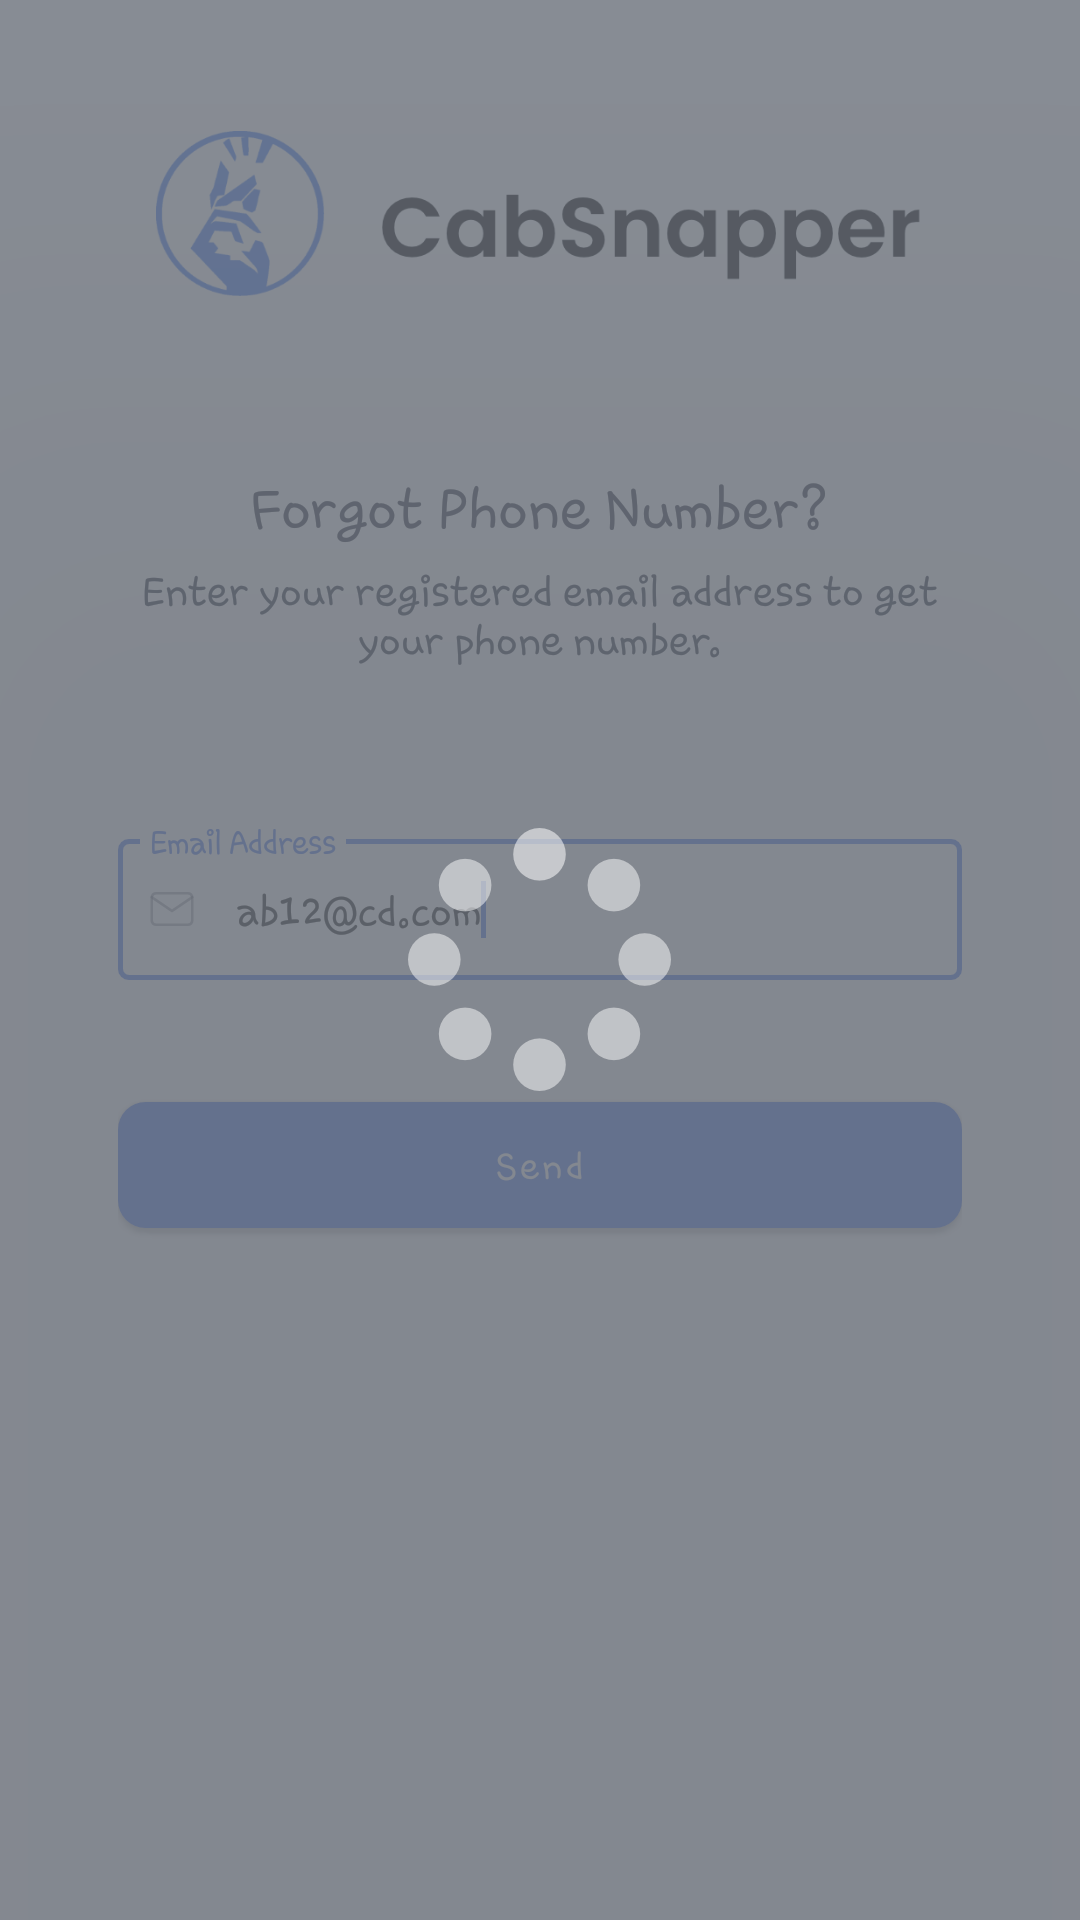 CabSnapper
Forgot Phone Number?
Enter your registered email address to get
your phone number.
Email Address
ab12@cd.com
Send